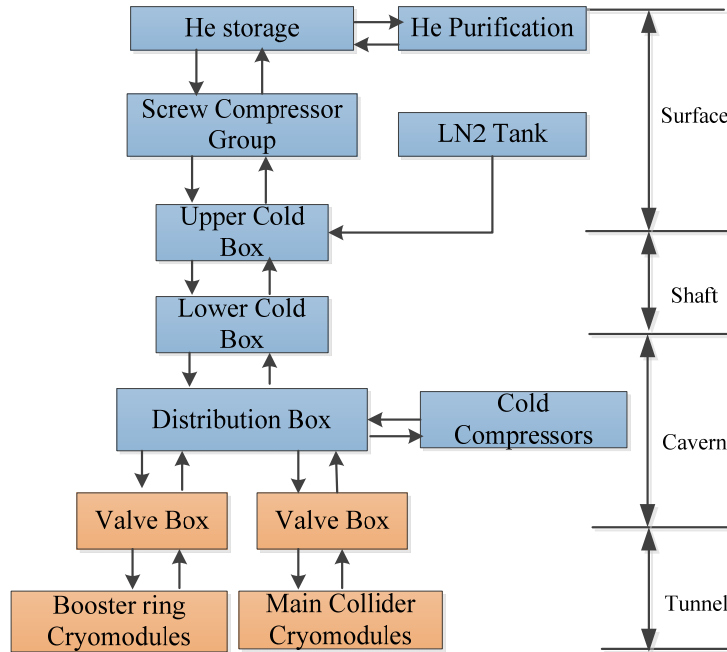 He storage
He Purification
Screw Compressor
Group
LN2 Tank
Surface
Upper Cold
Box
Lower Cold
Box
Shaft
Distribution Box
Cold
Compressors
Cavern
Valve Box
Valve Box
Booster ring
Cryomodules
Main Collider
Cryomodules
Tunnel